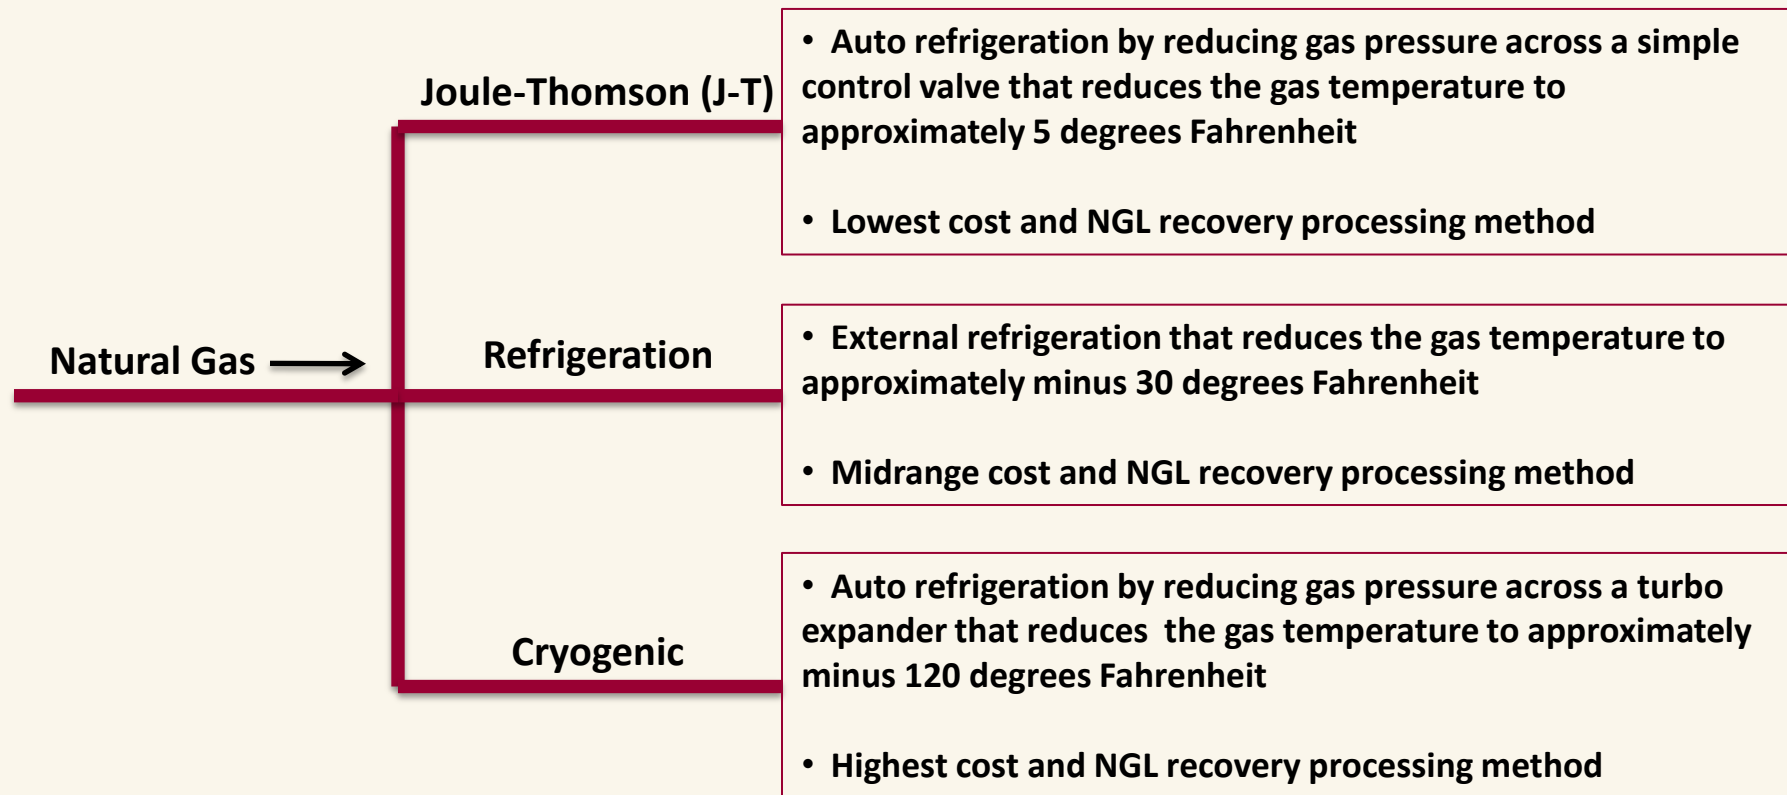 Joule-Thomson (J-T)
• Auto refrigeration by reducing gas pressure across a simple
control valve that reduces the gas temperature to
approximately 5 degrees Fahrenheit
• Lowest cost and NGL recovery processing method
Natural Gas
Refrigeration
• External refrigeration that reduces the gas temperature to
approximately minus 30 degrees Fahrenheit
• Midrange cost and NGL recovery processing method
Cryogenic
• Auto refrigeration by reducing gas pressure across a turbo
expander that reduces  the gas temperature to approximately
minus 120 degrees Fahrenheit
• Highest cost and NGL recovery processing method